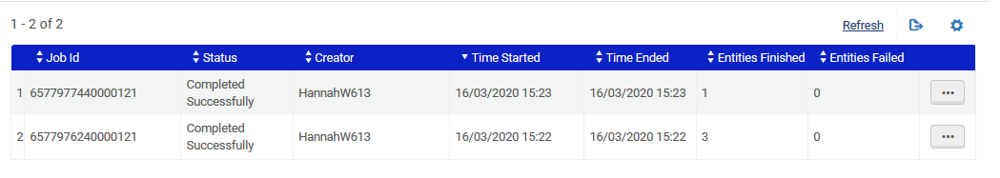 1 - 2 of 2
Refresh
Job Id Status Creator Time Started Time Ended Entities Finished Entities Failed
1 6577977440000121 Completed Successfully HannahW613 16/03/2020 15:23 16/03/2020 15:23 1 0
2 6577976240000121 Completed Successfully HannahW613 16/03/2020 15:22 16/03/2020 15:22 3 0